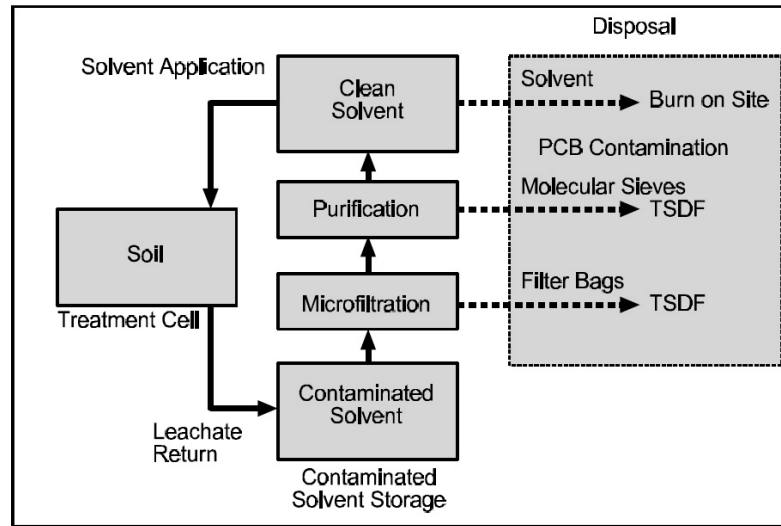 Disposal
Solvent Application
Clean
Solvent
Solvent
Burn on Site
PCB Contamination
Purification
Molecular Sieves
TSDF
Soil
Treatment Cell
Microfiltration
Filter Bags
TSDF
Contaminated
Solvent
Leachate
Return
Contaminated
Solvent Storage